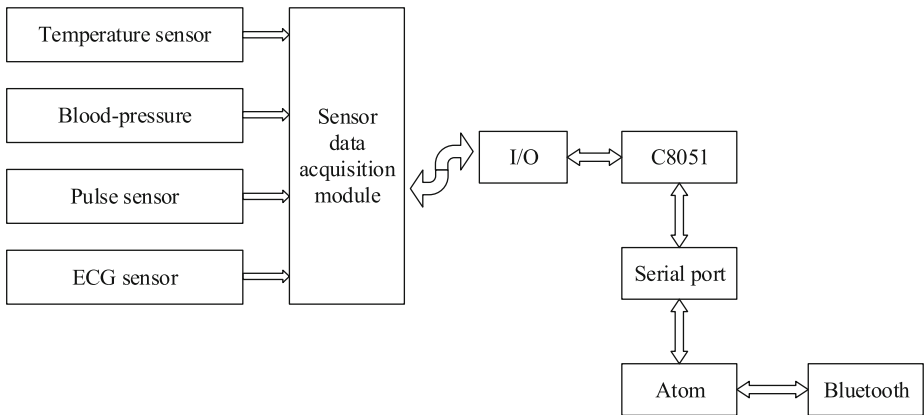 Temperature sensor
Blood-pressure
Pulse sensor
ECG sensor
Sensor
data
acquisition
module
I/O
C8051
Serial port
Atom
Bluetooth